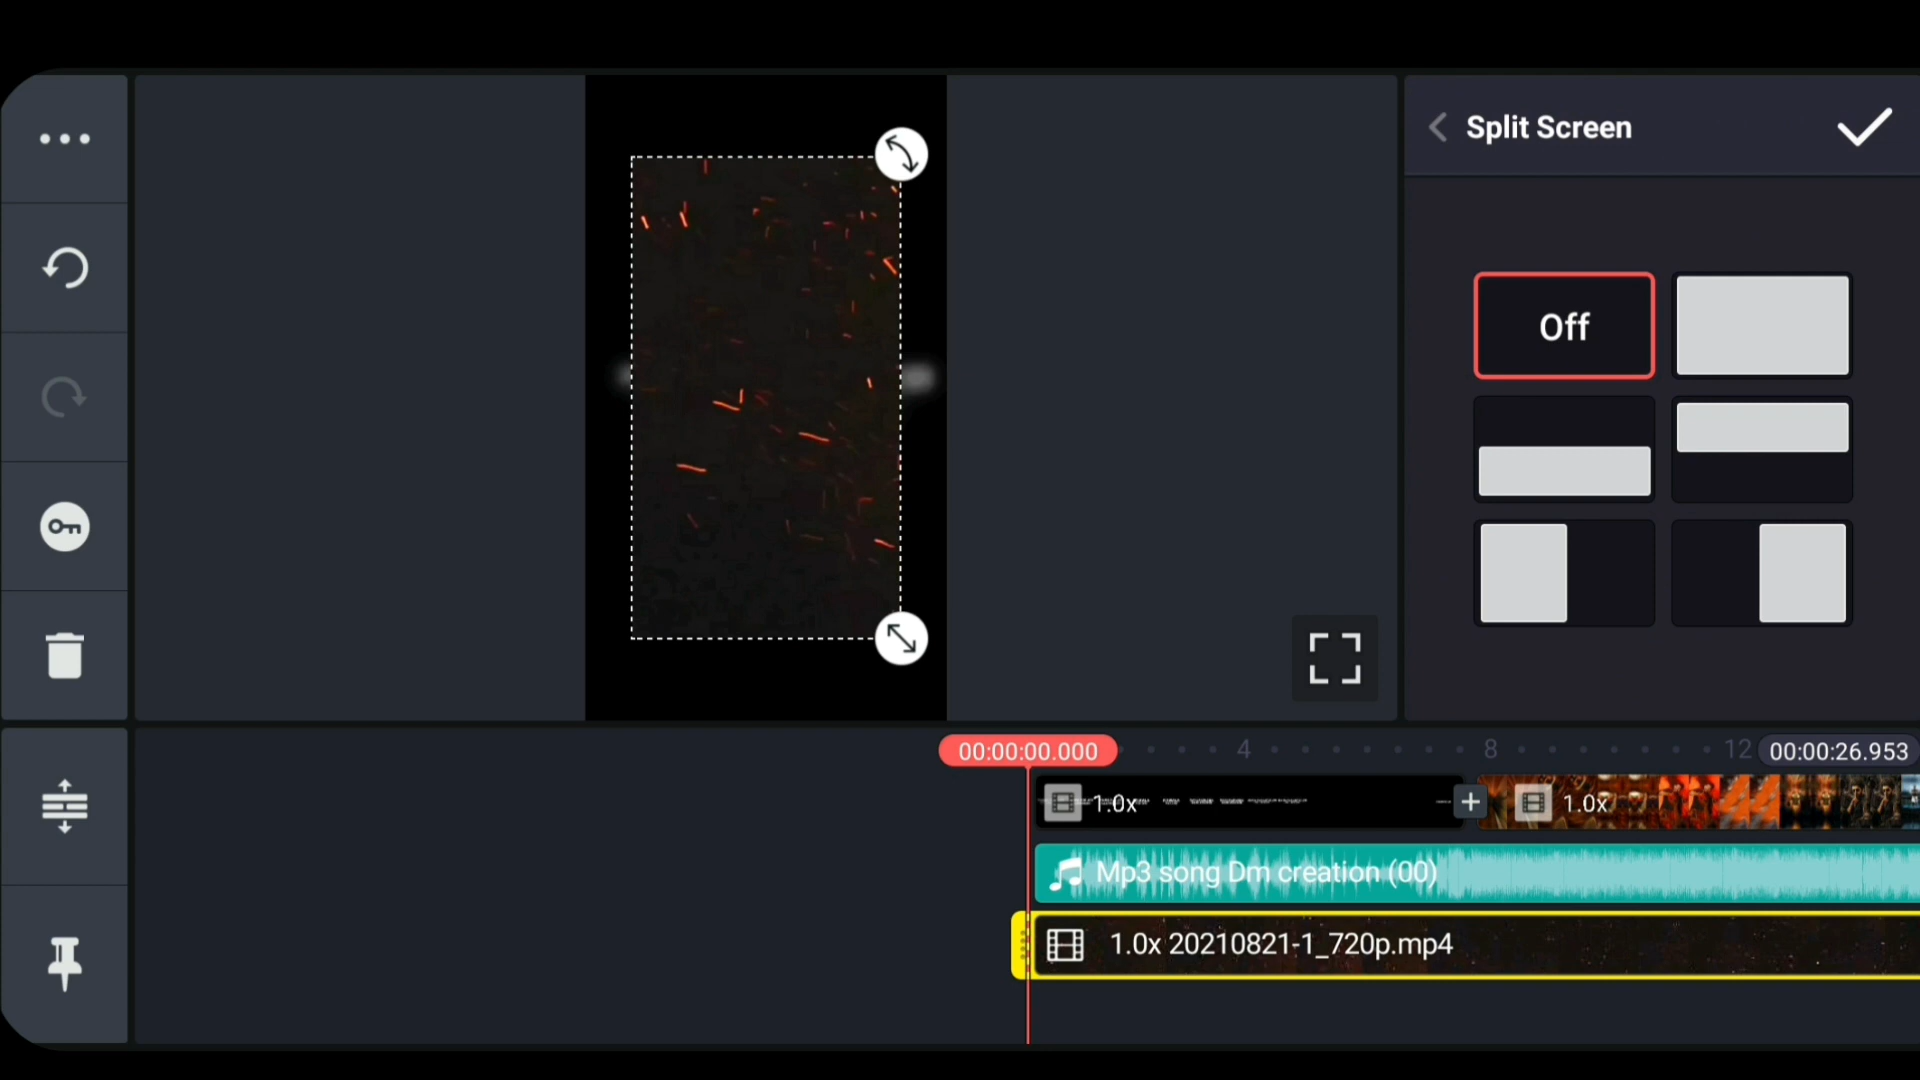 Split Screen
Off
00:00:00.000
4
8
12
00:00:26.953
1.0x
1.0x
Mp3 song Dm creation (00)
1.0x 20210821-1_720p.mp4